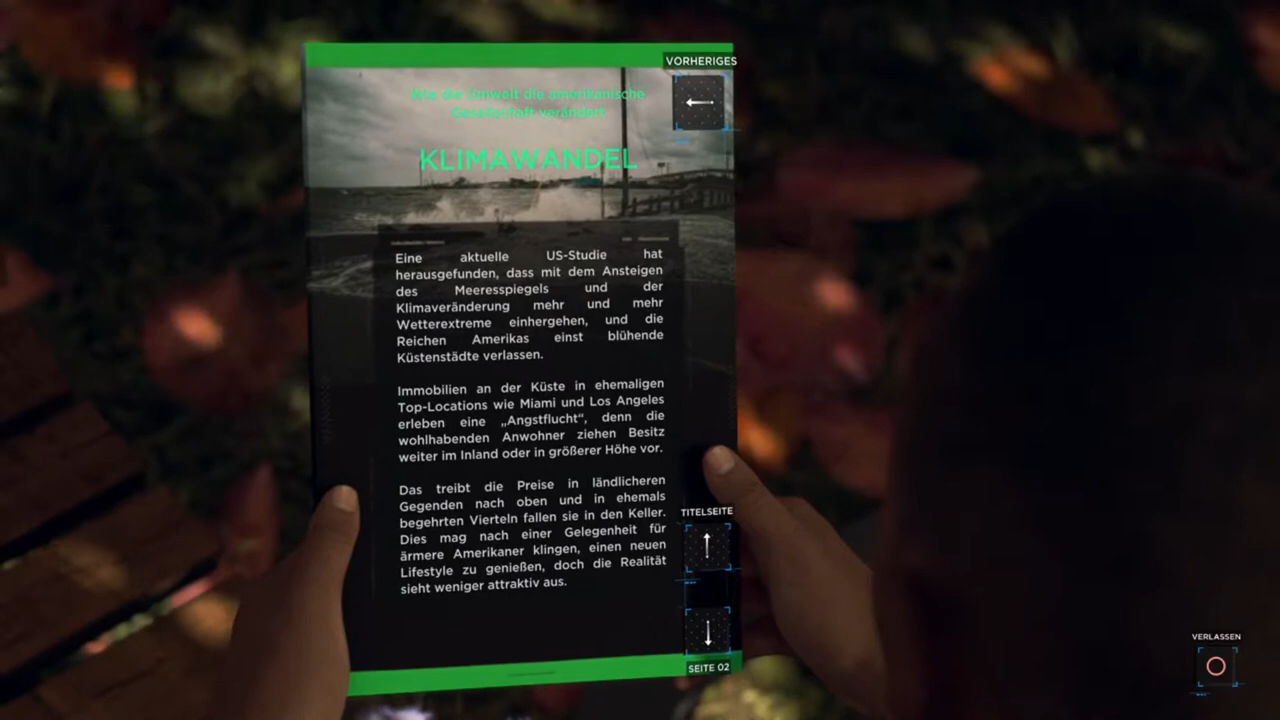 VORHERIGES
Wie die Umwelt die amerikanische
Gesellschaft verändert
KLIMAWANDEL
Eine aktuelle US-Studie hat
herausgefunden, dass mit dem Ansteigen
des Meeresspiegels und der
Klimaveränderung mehr und mehr
Wetterextreme einhergehen, und die
Reichen Amerikas einst blühende
Küstenstädte verlassen.
Immobilien an der Küste in ehemaligen
Top-Locations wie Miami und Los Angeles
erleben eine „Angstflucht“, denn die
wohlhabenden Anwohner ziehen Besitz
weiter im Inland oder in größerer Höhe vor.
Das treibt die Preise in ländlicheren
Gegenden nach oben und in ehemals
begehrten Vierteln fallen sie in den Keller.
Dies mag nach einer Gelegenheit für
ärmere Amerikaner klingen, einen neuen
Lifestyle zu genießen, doch die Realität
sieht weniger attraktiv aus.
TITELSEITE
SEITE 02
VERLASSEN